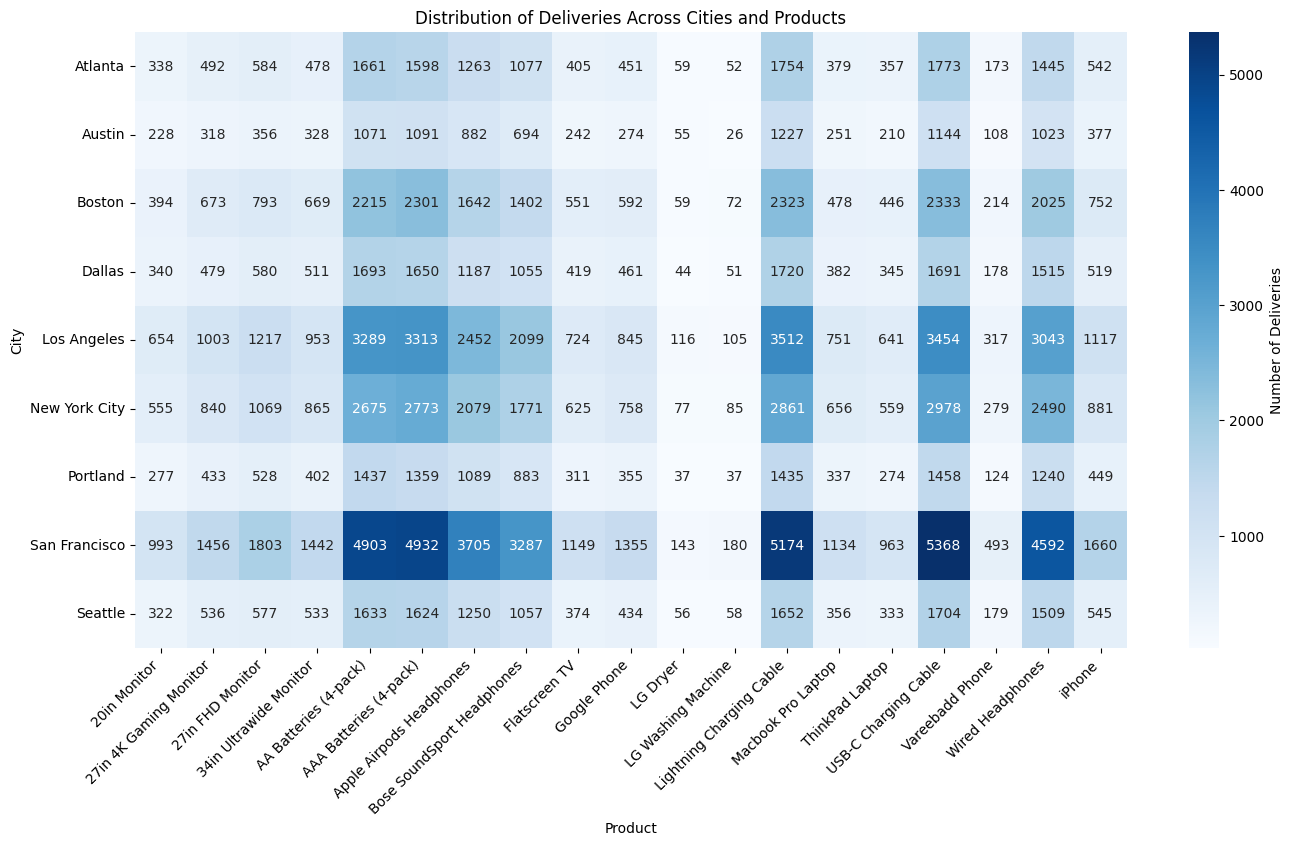 Distribution of Deliveries Across Cities and Products
City
Atlanta 338 492 584 478 1661 1598 1263 1077 405 451 59 52 1754 379 357 1773 173 1445 542
Austin 228 318 356 328 1071 1091 882 694 242 274 55 26 1227 251 210 1144 108 1023 377
Boston 394 673 793 669 2215 2301 1642 1402 551 592 59 72 2323 478 446 2333 214 2025 752
Dallas 340 479 580 511 1693 1650 1187 1055 419 461 44 51 1720 382 345 1691 178 1515 519
Los Angeles 654 1003 1217 953 3289 3313 2452 2099 724 845 116 105 3512 751 641 3454 317 3043 1117
New York City 555 840 1069 865 2675 2773 2079 1771 625 758 77 85 2861 656 559 2978 279 2490 881
Portland 277 433 528 402 1437 1359 1089 883 311 355 37 37 1435 337 274 1458 124 1240 449
San Francisco 993 1456 1803 1442 4903 4932 3705 3287 1149 1355 143 180 5174 1134 963 5368 493 4592 1660
Seattle 322 536 577 533 1633 1624 1250 1057 374 434 56 58 1652 356 333 1704 179 1509 545
20in Monitor
27in 4K Gaming Monitor
27in FHD Monitor
34in Ultrawide Monitor
AA Batteries (4-pack)
AAA Batteries (4-pack)
Apple Airpods Headphones
Bose SoundSport Headphones
Flatscreen TV
Google Phone
LG Dryer
LG Washing Machine
Lightning Charging Cable
Macbook Pro Laptop
ThinkPad Laptop
USB-C Charging Cable
Vareebadd Phone
Wired Headphones
iPhone
Product
5000
4000
3000
2000
1000
Number of Deliveries